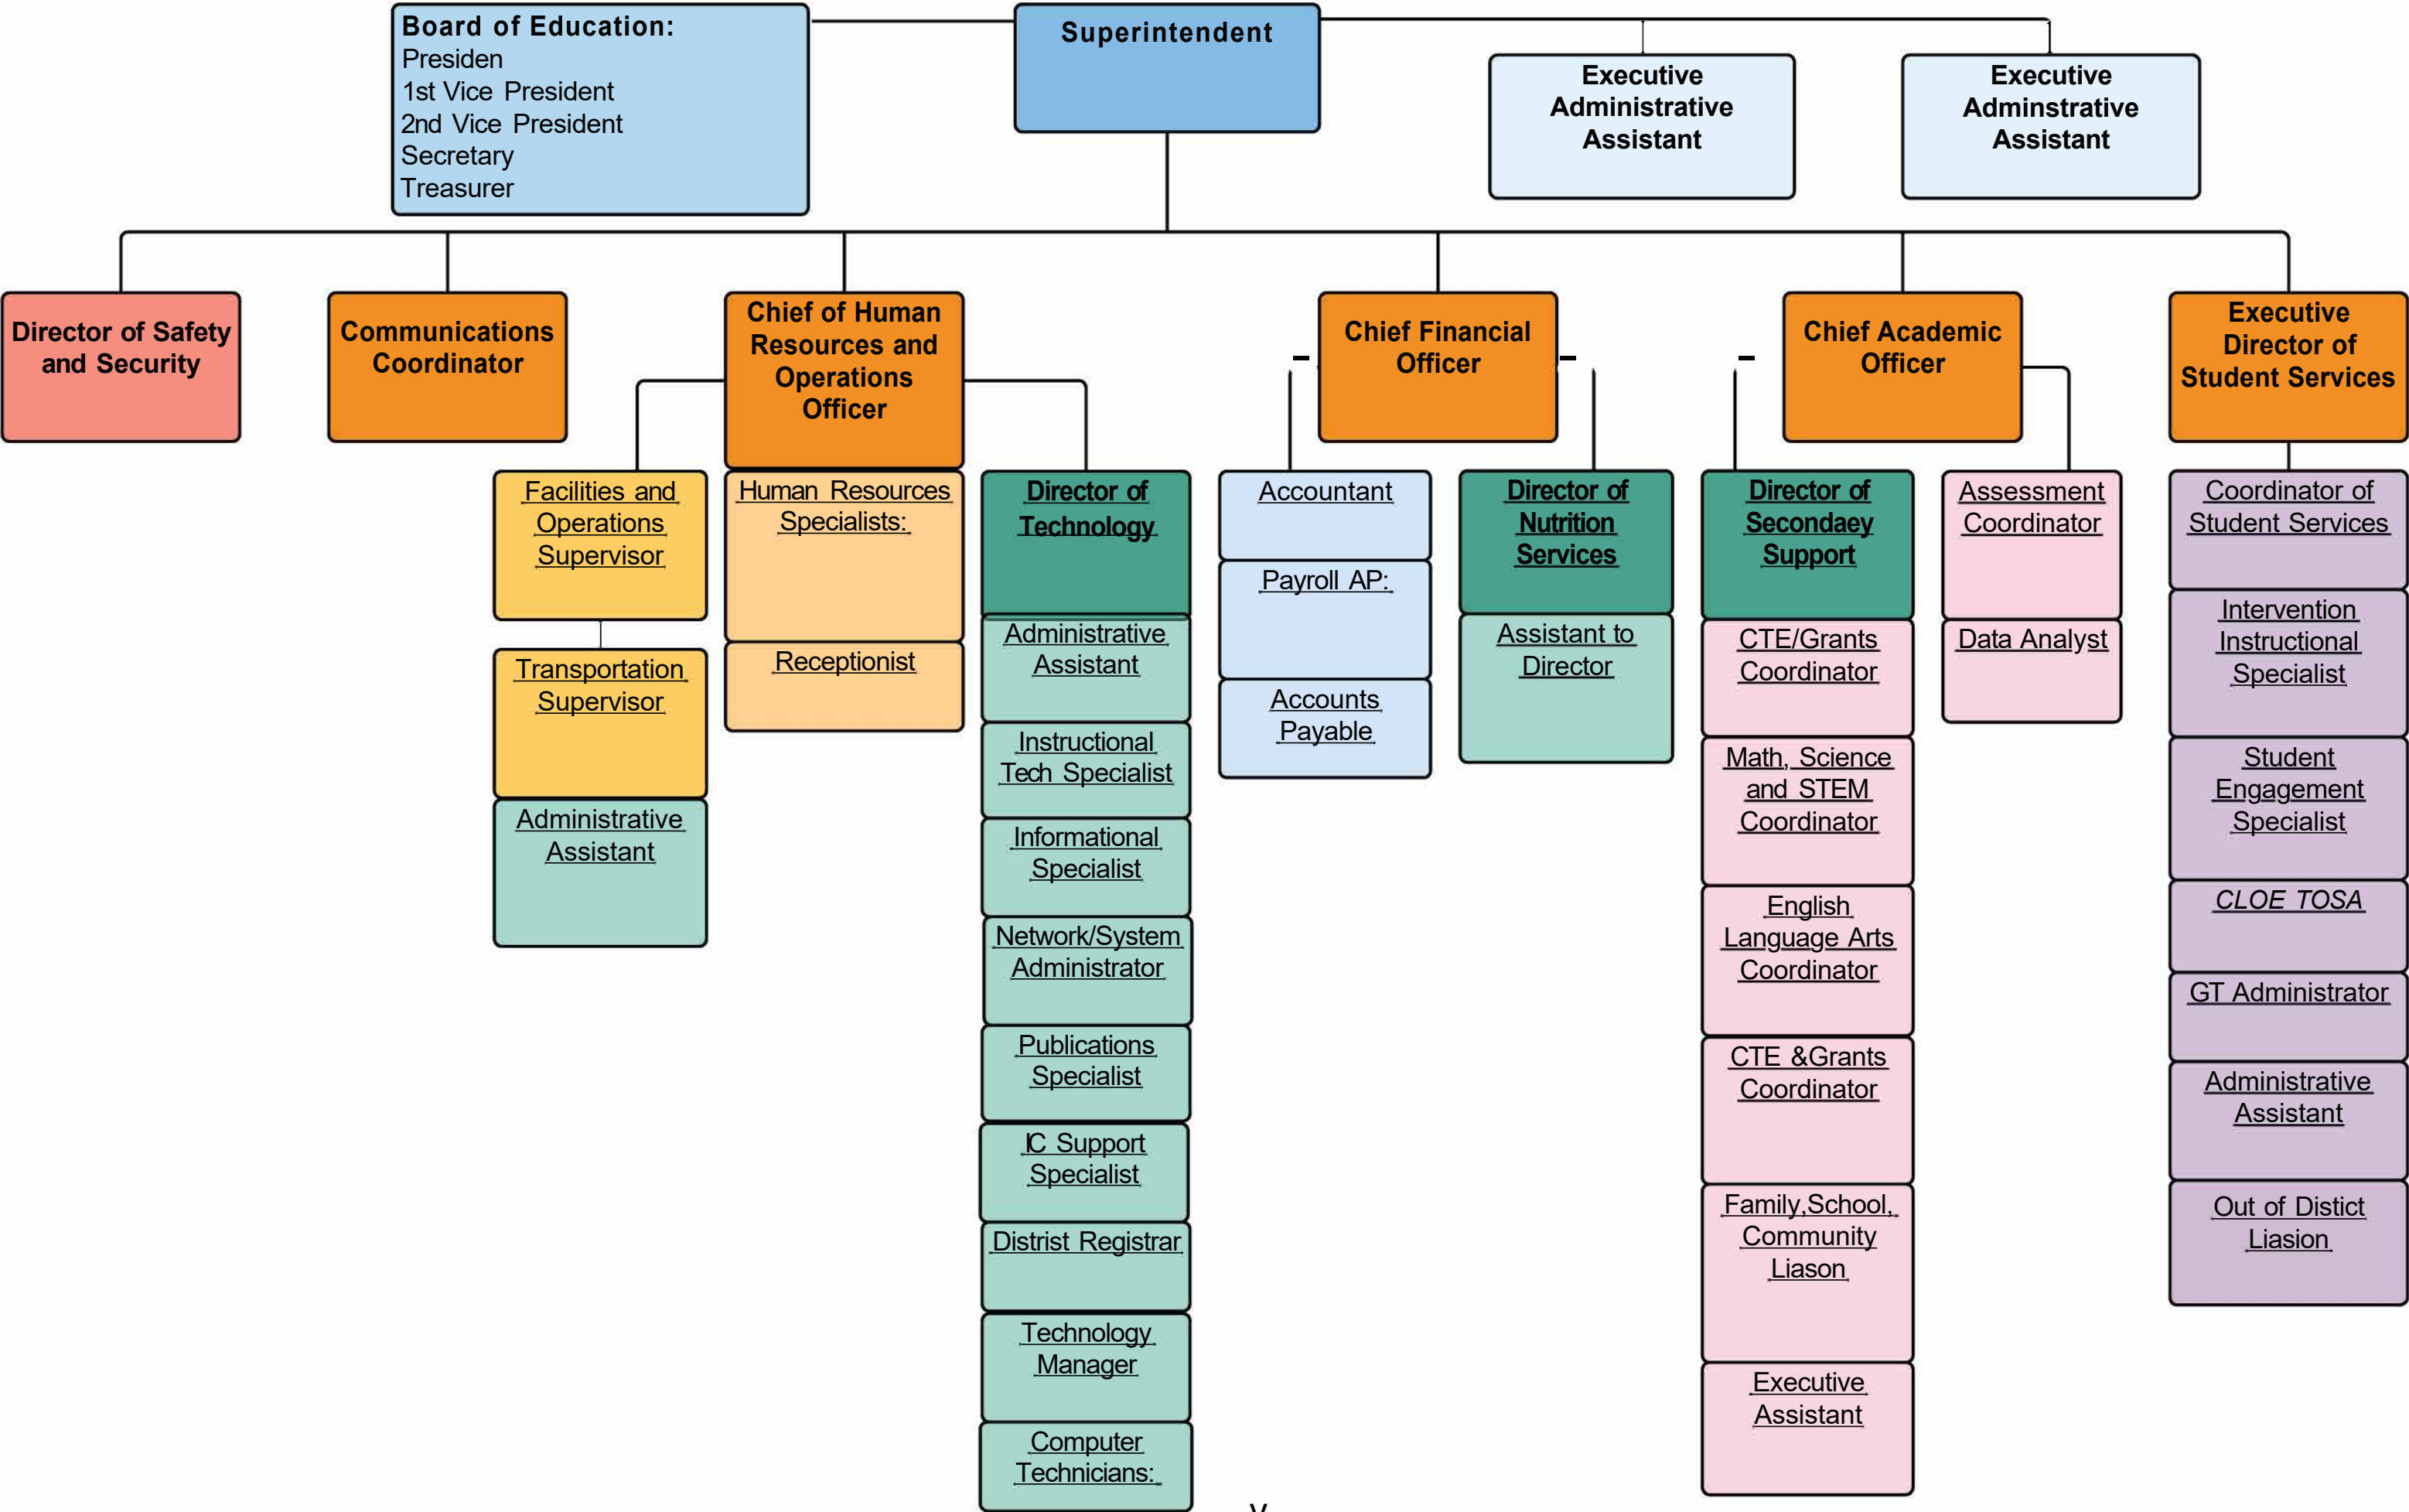 Board of Education:
Presiden
1st Vice President
2nd Vice President
Secretary
Treasurer
Superintendent
Executive
Administrative
Assistant
Executive
Adminstrative
Assistant
Director of Safety
and Security
Communications
Coordinator
Chief of Human
Resources and
Operations
Officer
Chief Financial
Officer
Chief Academic
Officer
Executive
Director of
Student Services
Facilities and
Operations
Supervisor
Transportation
Supervisor
Administrative
Assistant
Human Resources
Specialists:
Receptionist
Director of
Technology
Administrative
Assistant
Instructional
Tech Specialist
Informational
Specialist
Network/System
Administrator
Publications
Specialist
IC Support
Specialist
Distrist Registrar
Technology
Manager
Computer
Technicians:
Accountant
Payroll AP:
Accounts
Payable
Director of
Nutrition
Services
Assistant to
Director
Director of
Secondaey
Support
CTE/Grants
Coordinator
Math, Science
and STEM
Coordinator
English
Language Arts
Coordinator
CTE &Grants
Coordinator
Family,School,
Community
Liason
Executive
Assistant
Assessment
Coordinator
Data Analyst
Coordinator of
Student Services
Intervention
Instructional
Specialist
Student
Engagement
Specialist
CLOE TOSA
GT Administrator
Administrative
Assistant
Out of Distict
Liasion